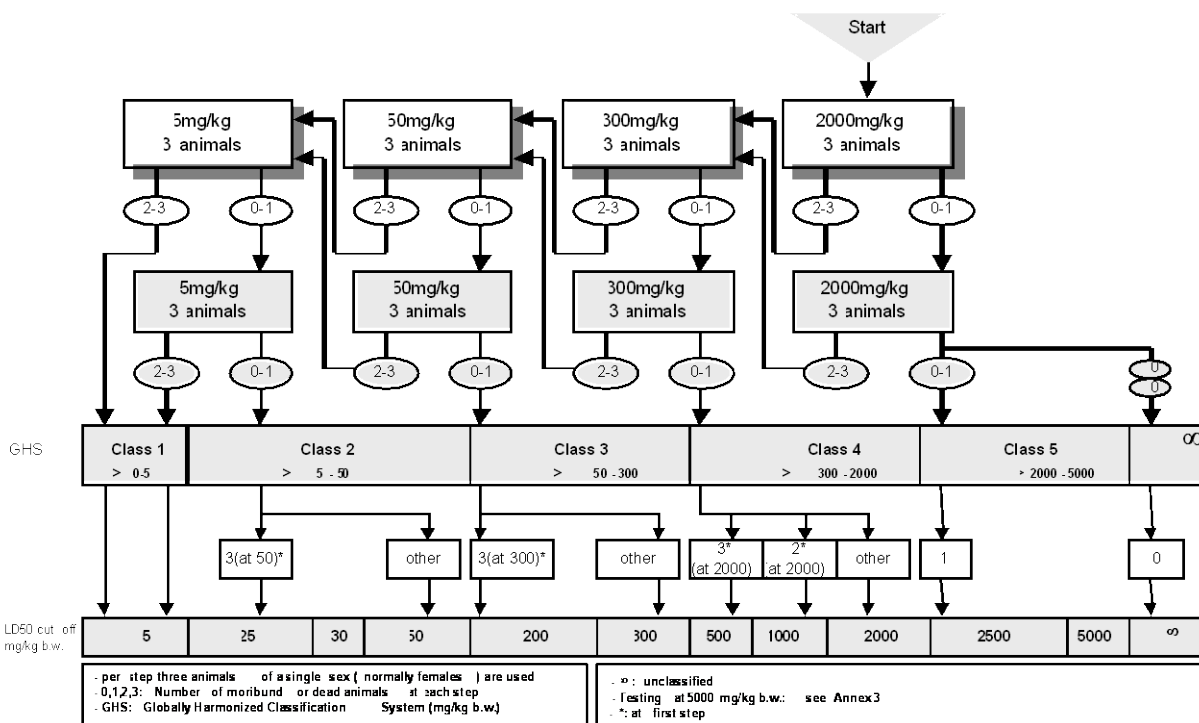 Start
5mg/kg
3 animals
50mg/kg
3 animals
300mg/kg
3 animals
2000mg/kg
3 animals
2-3
0-1
2-3
0-1
2-3
0-1
2-3
0-1
5mg/kg
3 animals
50mg/kg
3 animals
300mg/kg
3 animals
2000mg/kg
3 animals
2-3
0-1
2-3
0-1
2-3
0-1
2-3
0-1
0
0
GHS
Class 1
> 0-5
Class 2
> 5 - 50
Class 3
> 50 - 300
Class 4
> 300 - 2000
Class 5
> 2000 - 5000
∞
3(at 50)*
other
3(at 300)*
other
3*
(at 2000)
2*
(at 2000)
other
1
0
LD50 cut off
mg/kg b.w.
5
25
30
50
200
300
500
1000
2000
2500
5000
∞
- per step three animals of a single sex ( normally females ) are used
- 0,1,2,3: Number of moribund or dead animals at each step
- GHS: Globally Harmonized Classification System (mg/kg b.w.)
- ∞ : unclassified
- Testing at 5000 mg/kg b.w.: see Annex 3
- *: at first step